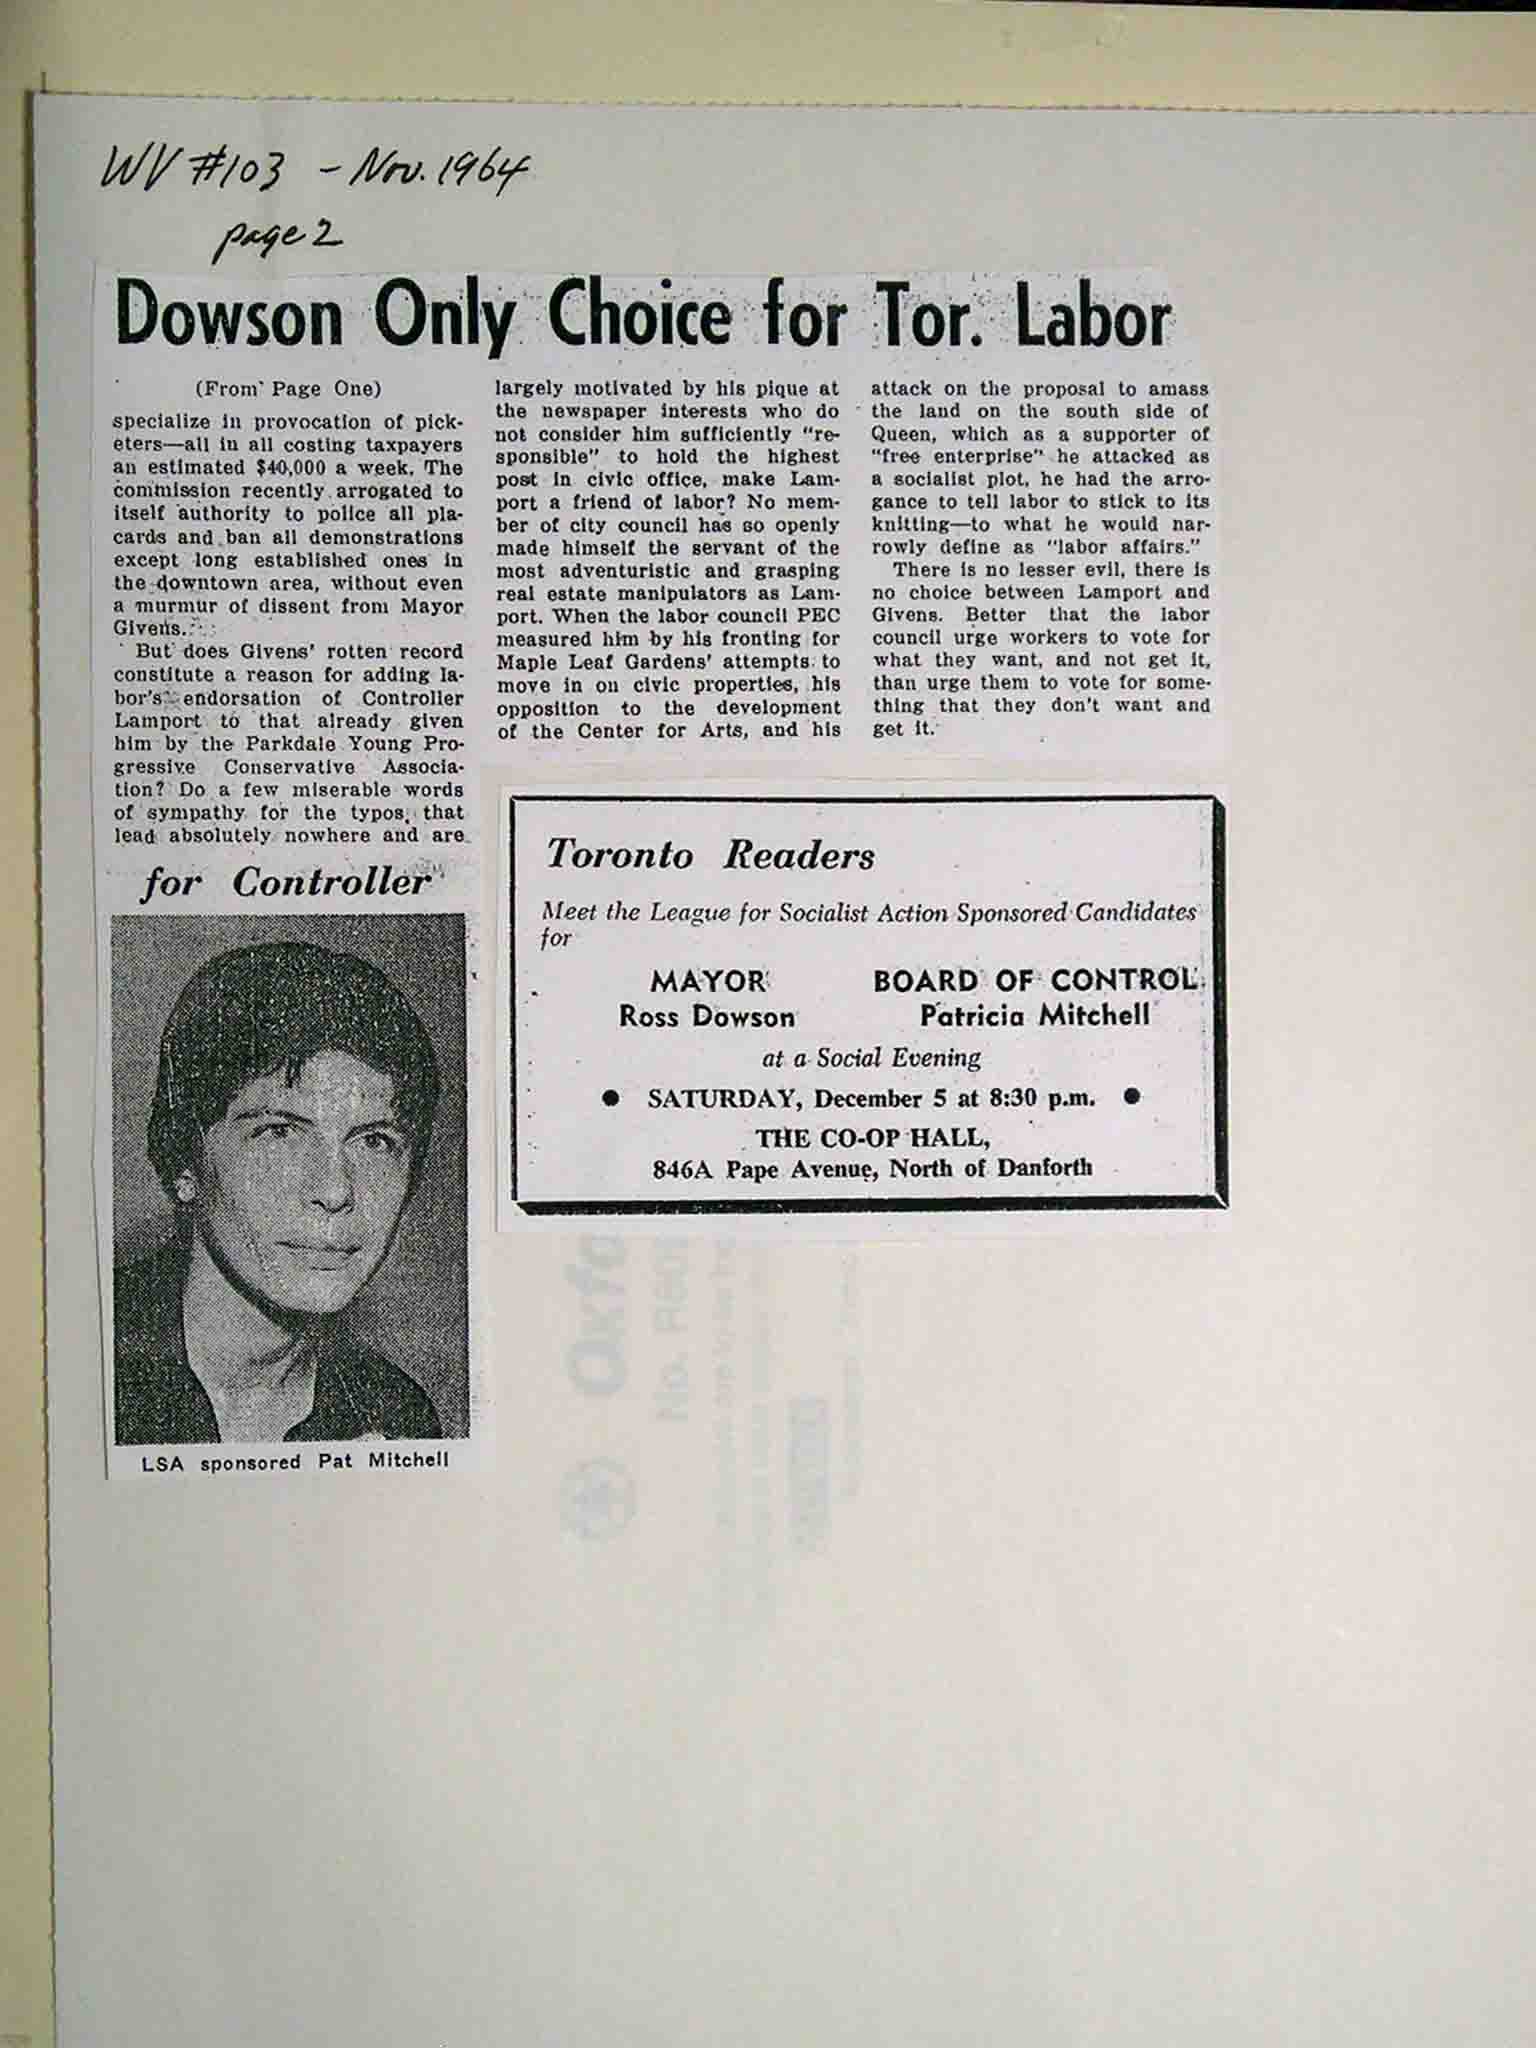 WV #103 - Nov. 1964
page 2
Dowson Only Choice for Tor. Labor
(From Page One)
specialize in provocation of pick-
eters—all in all costing taxpayers
an estimated $40,000 a week. The
commission recently arrogated to
itself authority to police all pla-
cards and ban all demonstrations
except long established ones in
the downtown area, without even
a murmur of dissent from Mayor
Givens.
But does Givens' rotten record
constitute a reason for adding la-
bor's endorsation of Controller
Lamport to that already given
him by the Parkdale Young Pro-
gressive Conservative Associa-
tion? Do a few miserable words
of sympathy for the typos, that
lead absolutely nowhere and are
largely motivated by his pique at
the newspaper interests who do
not consider him sufficiently "re-
sponsible" to hold the highest
post in civic office, make Lam-
port a friend of labor? No mem-
ber of city council has so openly
made himself the servant of the
most adventuristic and grasping
real estate manipulators as Lam-
port. When the labor council PEC
measured him by his fronting for
Maple Leaf Gardens' attempts to
move in on civic properties, his
opposition to the development
of the Center for Arts, and his
attack on the proposal to amass
the land on the south side of
Queen, which as a supporter of
"free enterprise" he attacked as
a socialist plot, he had the arro-
gance to tell labor to stick to its
knitting—to what he would nar-
rowly define as "labor affairs."
There is no lesser evil, there is
no choice between Lamport and
Givens. Better that the labor
council urge workers to vote for
what they want, and not get it,
than urge them to vote for some-
thing that they don't want and
get it.
for Controller
LSA sponsored Pat Mitchell
Toronto Readers
Meet the League for Socialist Action Sponsored Candidates
for
MAYOR BOARD OF CONTROL
Ross Dowson Patricia Mitchell
at a Social Evening
● SATURDAY, December 5 at 8:30 p.m. ●
THE CO-OP HALL,
846A Pape Avenue, North of Danforth